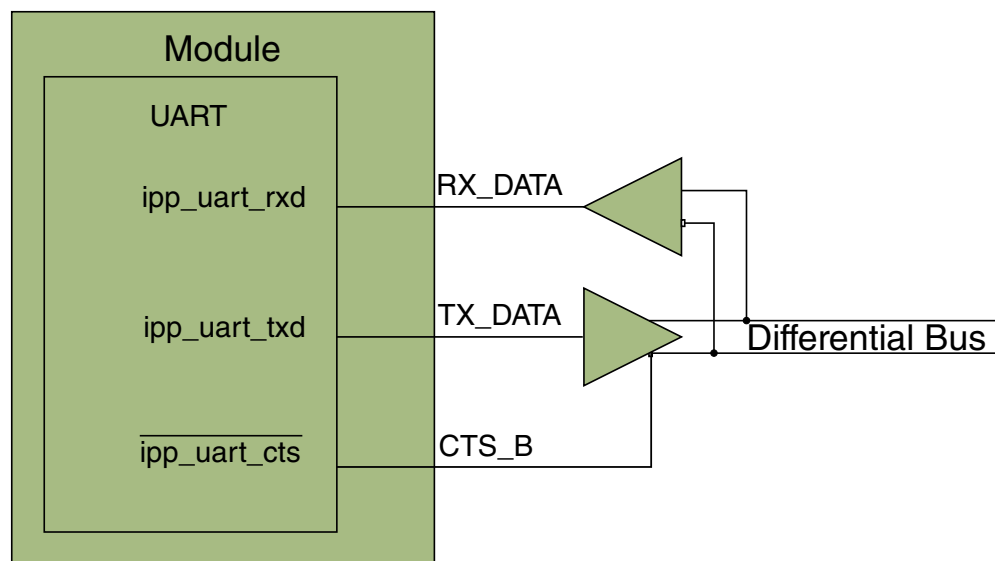 Module
UART
ipp_uart_rxd
RX_DATA
ipp_uart_txd
TX_DATA
Differential Bus
ipp_uart_cts
CTS_B